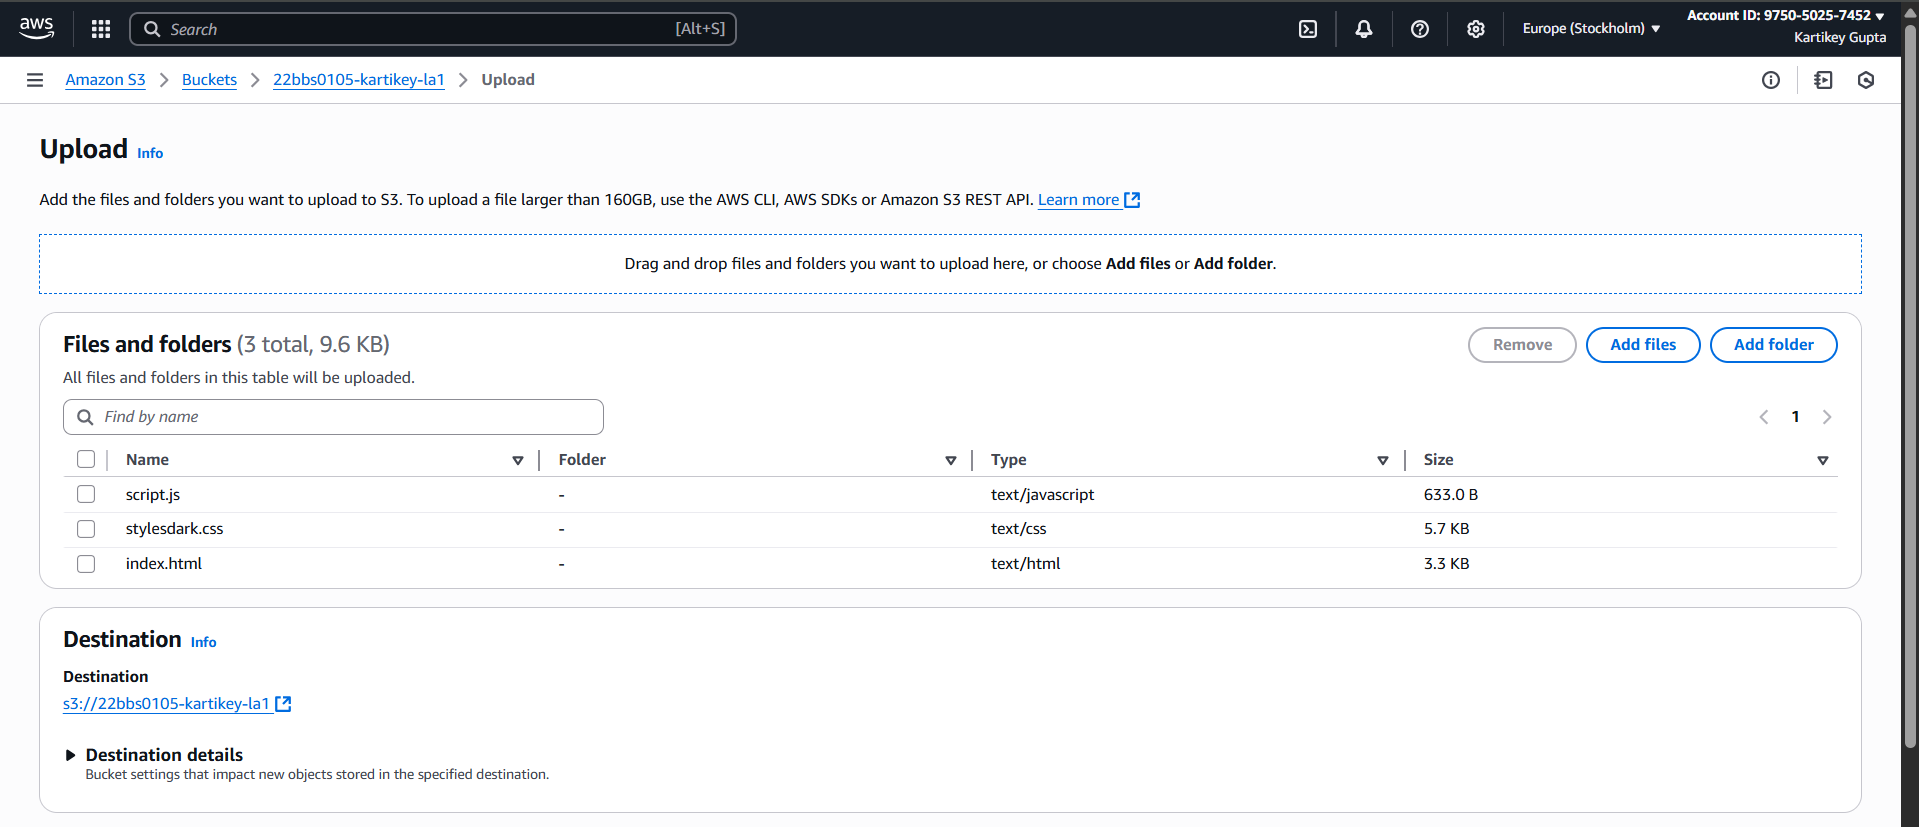 aws
Search [Alt+S]
Europe (Stockholm)
Account ID: 9750-5025-7452
Kartikey Gupta
Amazon S3 > Buckets > 22bbs0105-kartikey-la1 > Upload
Upload Info
Add the files and folders you want to upload to S3. To upload a file larger than 160GB, use the AWS CLI, AWS SDKs or Amazon S3 REST API. Learn more
Drag and drop files and folders you want to upload here, or choose Add files or Add folder.
Files and folders (3 total, 9.6 KB)
Remove Add files Add folder
All files and folders in this table will be uploaded.
Find by name
1
Name Folder Type Size
script.js - text/javascript 633.0 B
stylesdark.css - text/css 5.7 KB
index.html - text/html 3.3 KB
Destination Info
Destination
s3://22bbs0105-kartikey-la1
Destination details
Bucket settings that impact new objects stored in the specified destination.